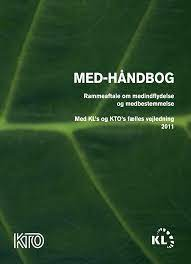 MED-HÅNDBOG
Rammeaftale om medindflydelse
og medbestemmelse
Med KL's og KTO's fælles vejledning
2011
KTO
KL